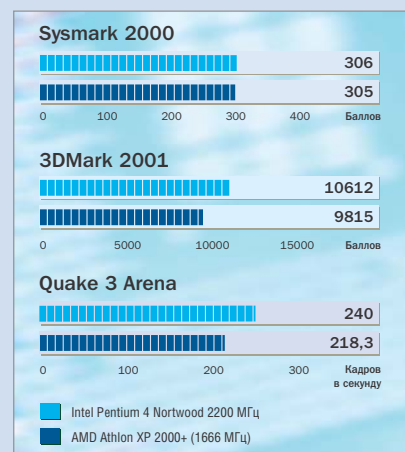 Sysmark 2000
306
305
0 100 200 300 400 Баллов
3DMark 2001
10612
9815
0 5000 10000 15000 Баллов
Quake 3 Arena
240
218,3
0 100 200 300 Кадров
в секунду
Intel Pentium 4 Nortwood 2200 МГц
AMD Athlon XP 2000+ (1666 МГц)